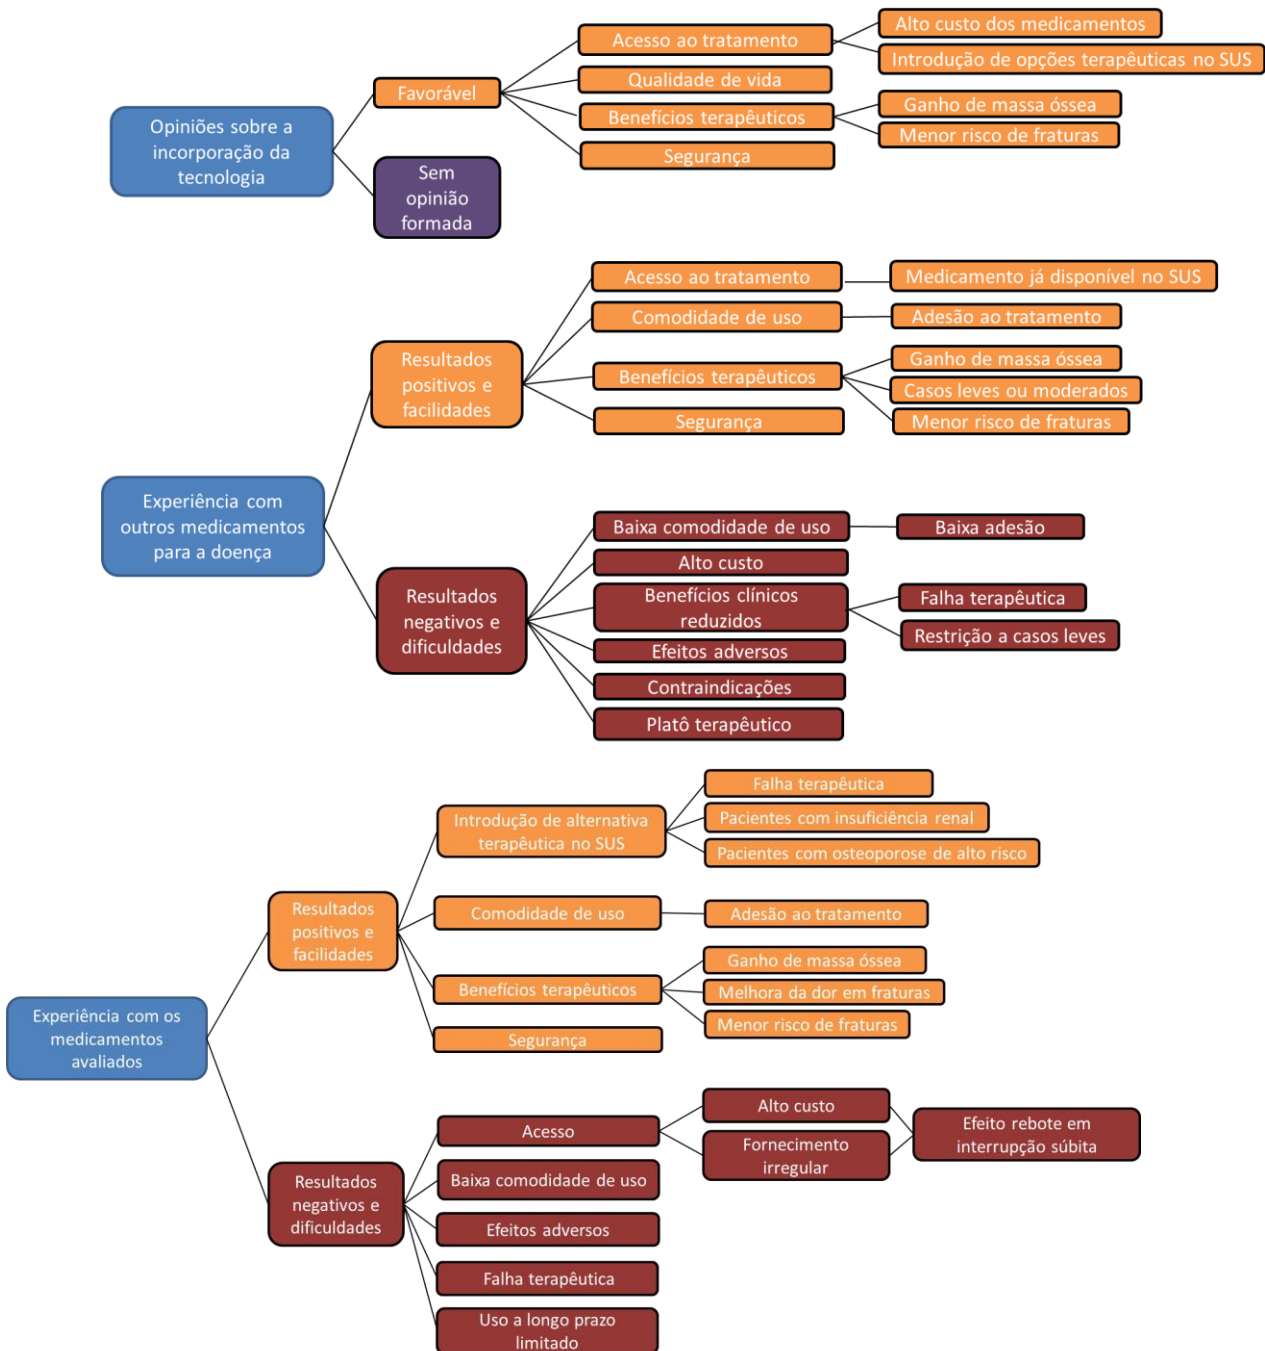 Opiniões sobre a
incorporação da
tecnologia
Favorável
Sem
opinião
formada
Acesso ao tratamento
Qualidade de vida
Benefícios terapêuticos
Segurança
Alto custo dos medicamentos
Introdução de opções terapêuticas no SUS
Ganho de massa óssea
Menor risco de fraturas
Experiência com
outros medicamentos
para a doença
Resultados
positivos e
facilidades
Acesso ao tratamento
Comodidade de uso
Benefícios terapêuticos
Segurança
Medicamento já disponível no SUS
Adesão ao tratamento
Ganho de massa óssea
Casos leves ou moderados
Menor risco de fraturas
Resultados
negativos e
dificuldades
Baixa comodidade de uso
Alto custo
Benefícios clínicos
reduzidos
Efeitos adversos
Contraindicações
Platô terapêutico
Baixa adesão
Falha terapêutica
Restrição a casos leves
Experiência com os
medicamentos
avaliados
Resultados
positivos e
facilidades
Introdução de alternativa
terapêutica no SUS
Comodidade de uso
Benefícios terapêuticos
Segurança
Falha terapêutica
Pacientes com insuficiência renal
Pacientes com osteoporose de alto risco
Adesão ao tratamento
Ganho de massa óssea
Melhora da dor em fraturas
Menor risco de fraturas
Resultados
negativos e
dificuldades
Acesso
Baixa comodidade de uso
Efeitos adversos
Falha terapêutica
Uso a longo prazo
limitado
Alto custo
Fornecimento
irregular
Efeito rebote em
interrupção súbita